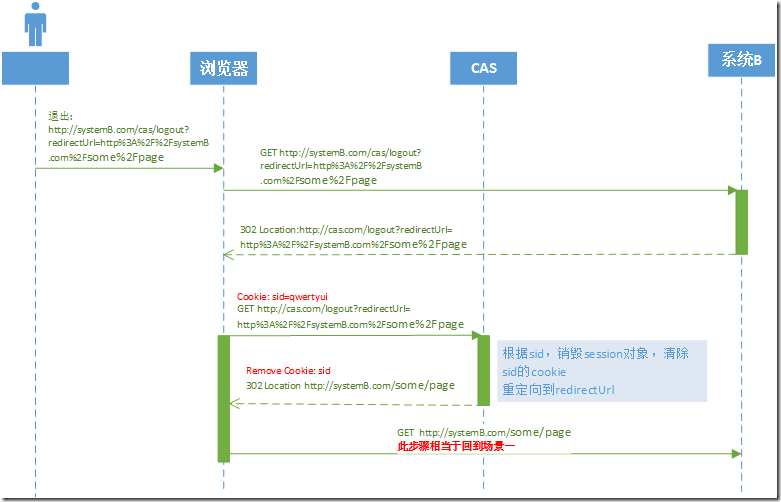 浏览器
CAS
系统B
退出：
http://systemB.com/cas/logout?
redirectUrl=http%3A%2F%2FsystemB
.com%2Fsome%2Fpage
GET http://systemB.com/cas/logout?
redirectUrl=http%3A%2F%2FsystemB
.com%2Fsome%2Fpage
302 Location:http://cas.com/logout?redirectUrl=
http%3A%2F%2FsystemB.com%2Fsome%2Fpage
Cookie: sid=qwertyui
GET http://cas.com/logout?redirectUrl=
http%3A%2F%2FsystemB.com%2Fsome%2Fpage
根据sid，销毁session对象，清除
sid的cookie
重定向到redirectUrl
Remove Cookie: sid
302 Location http://systemB.com/some/page
GET http://systemB.com/some/page
此步骤相当于回到场景一